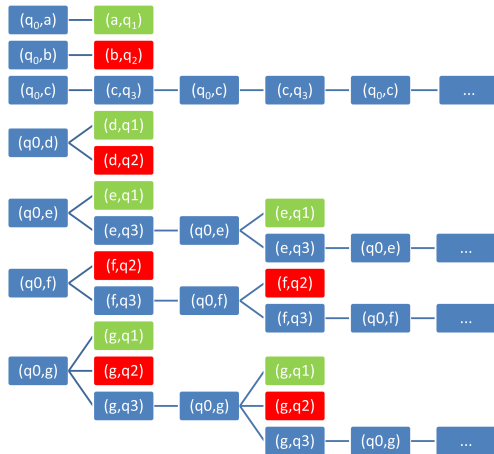 (q₀,a) (a,q₁)
(q₀,b) (b,q₂)
(q₀,c) (c,q₃) (q₀,c) (c,q₃) (q₀,c) ...
(d,q1)
(q0,d)
(d,q2)
(e,q1) (e,q1)
(q0,e)
(e,q3) (q0,e) (e,q3) (q0,e) ...
(f,q2) (f,q2)
(q0,f)
(f,q3) (q0,f) (f,q3) (q0,f) ...
(g,q1) (g,q1)
(q0,g) (g,q2) (g,q2)
(g,q3) (q0,g) (g,q3) (q0,g) ...